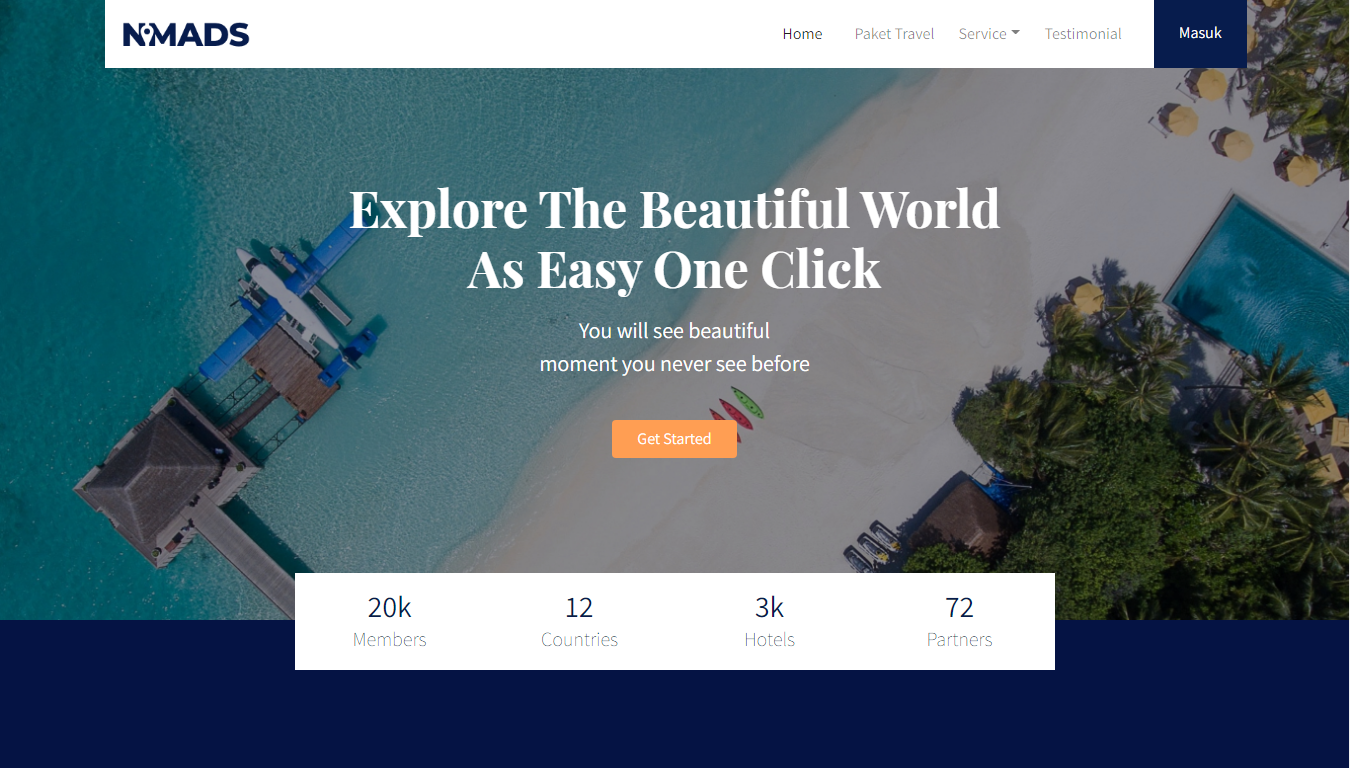 NOMADS
Home
Paket Travel
Service
Testimonial
Masuk
Explore The Beautiful World
As Easy One Click
You will see beautiful
moment you never see before
Get Started
20k
Members
12
Countries
3k
Hotels
72
Partners